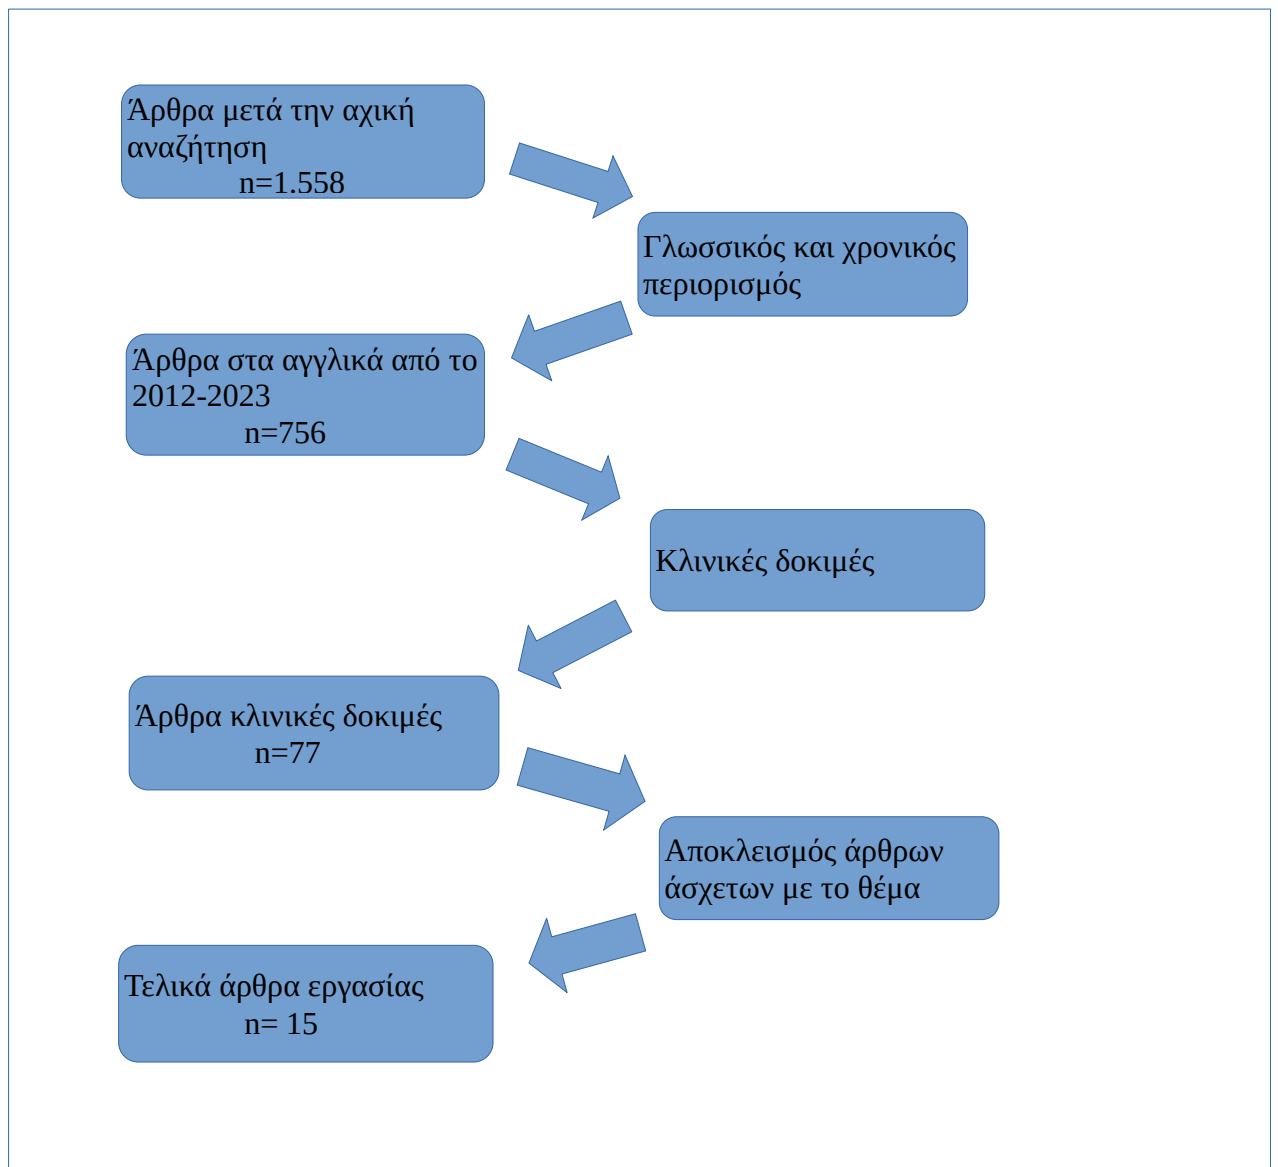 Άρθρα μετά την αχική
αναζήτηση
n=1.558
Γλωσσικός και χρονικός
περιορισμός
Άρθρα στα αγγλικά από το
2012-2023
n=756
Κλινικές δοκιμές
Άρθρα κλινικές δοκιμές
n=77
Αποκλεισμός άρθρων
άσχετων με το θέμα
Τελικά άρθρα εργασίας
n= 15